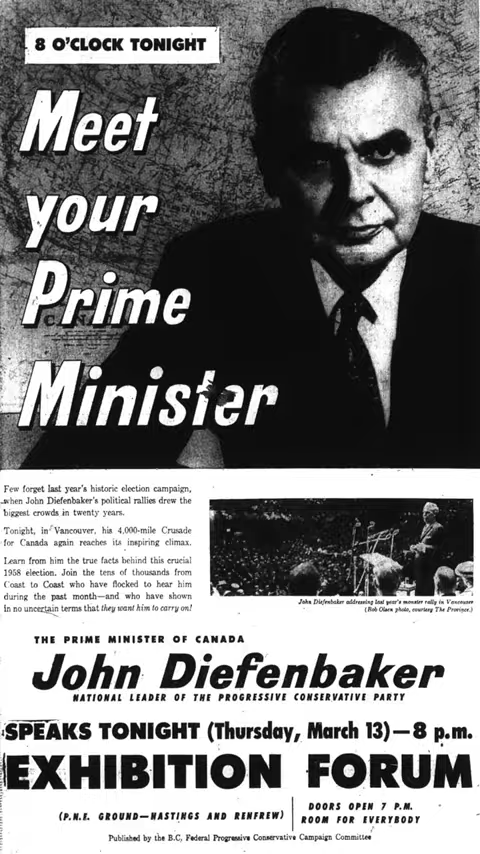 8 O'CLOCK TONIGHT
Meet
your
Prime
Minister
Few forget last year's historic election campaign,
when John Diefenbaker's political rallies drew the
biggest crowds in twenty years.
Tonight, in Vancouver, his 4,000-mile Crusade
for Canada again reaches its inspiring climax.
Learn from him the true facts behind this crucial
1958 election. Join the tens of thousands from
Coast to Coast who have flocked to hear him
during the past month—and who have shown
in no uncertain terms that they want him to carry on!
John Diefenbaker addressing last year's monster rally in Vancouver
(Bob Olsen photo, courtesy The Province.)
THE PRIME MINISTER OF CANADA
John Diefenbaker
NATIONAL LEADER OF THE PROGRESSIVE CONSERVATIVE PARTY
SPEAKS TONIGHT (Thursday, March 13)—8 p.m.
EXHIBITION FORUM
(P.N.E. GROUND—HASTINGS AND RENFREW)
DOORS OPEN 7 P.M.
ROOM FOR EVERYBODY
Published by the B.C. Federal Progressive Conservative Campaign Committee